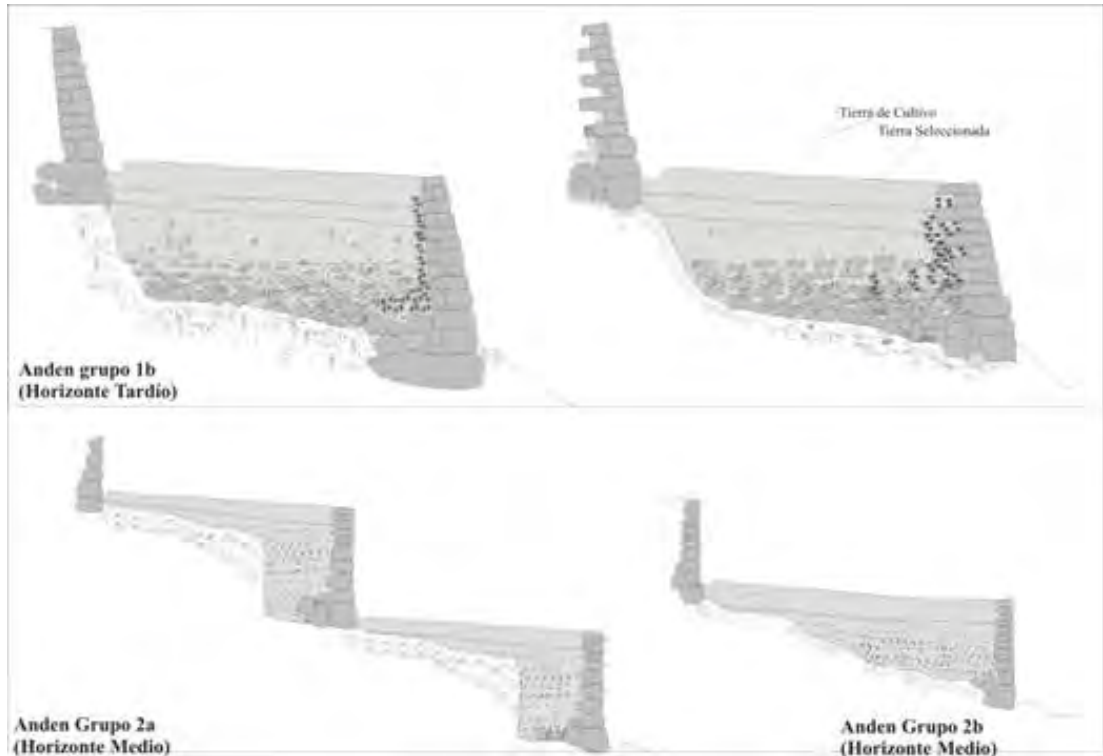 Tierra de Cultivo
Tierra Seleccionada
Anden grupo 1b
(Horizonte Tardío)
Anden Grupo 2a
(Horizonte Medio)
Anden Grupo 2b
(Horizonte Medio)